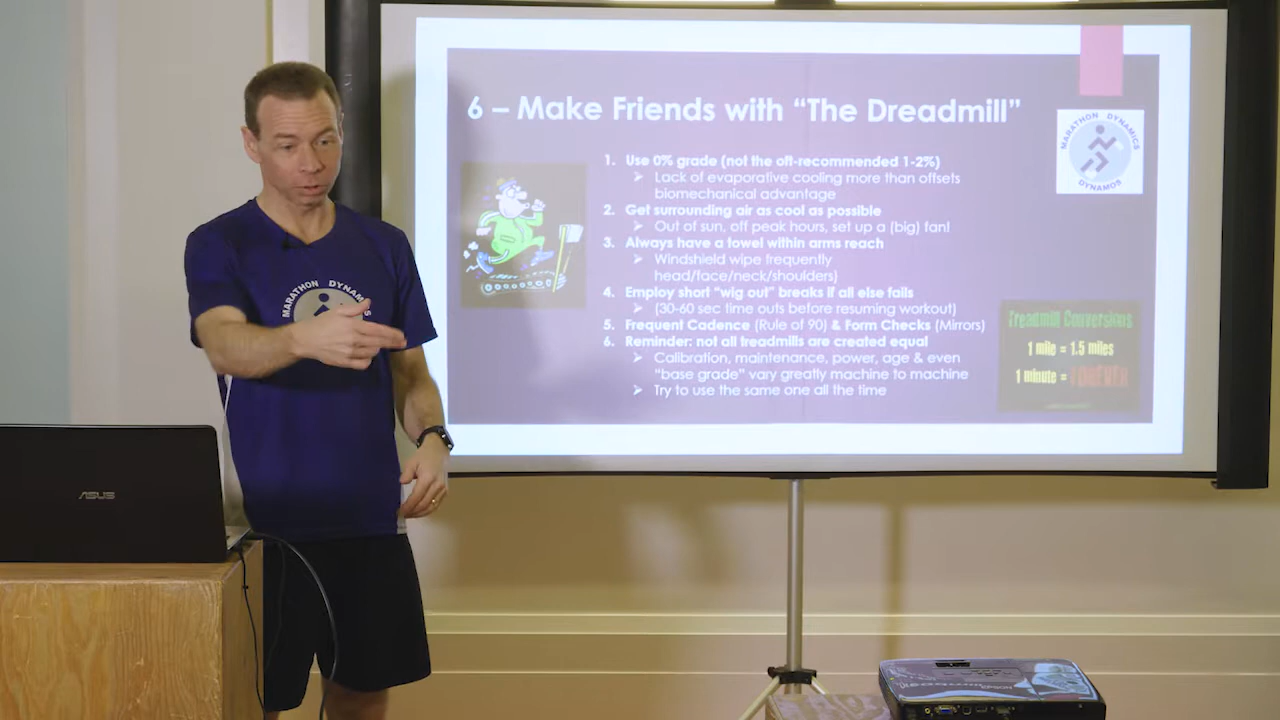 6 – Make Friends with “The Dreadmill”
1. Use 0% grade (not the oft-recommended 1-2%)
➢ Lack of evaporative cooling more than offsets
biomechanical advantage
2. Get surrounding air as cool as possible
➢ Out of sun, off peak hours, set up a (big) fan!
3. Always have a towel within arms reach
➢ Windshield wipe frequently
head/face/neck/shoulders)
4. Employ short “wig out” breaks if all else fails
➢ (30-60 sec time outs before resuming workout)
5. Frequent Cadence (Rule of 90) & Form Checks (Mirrors)
6. Reminder: not all treadmills are created equal
➢ Calibration, maintenance, power, age & even
“base grade” vary greatly machine to machine
➢ Try to use the same one all the time
MARATHON DYNAMICS
DYNAMOS
Treadmill Conversions
1 mile = 1.5 miles
1 minute = FOREVER
MARATHON DYNAMICS
ASUS